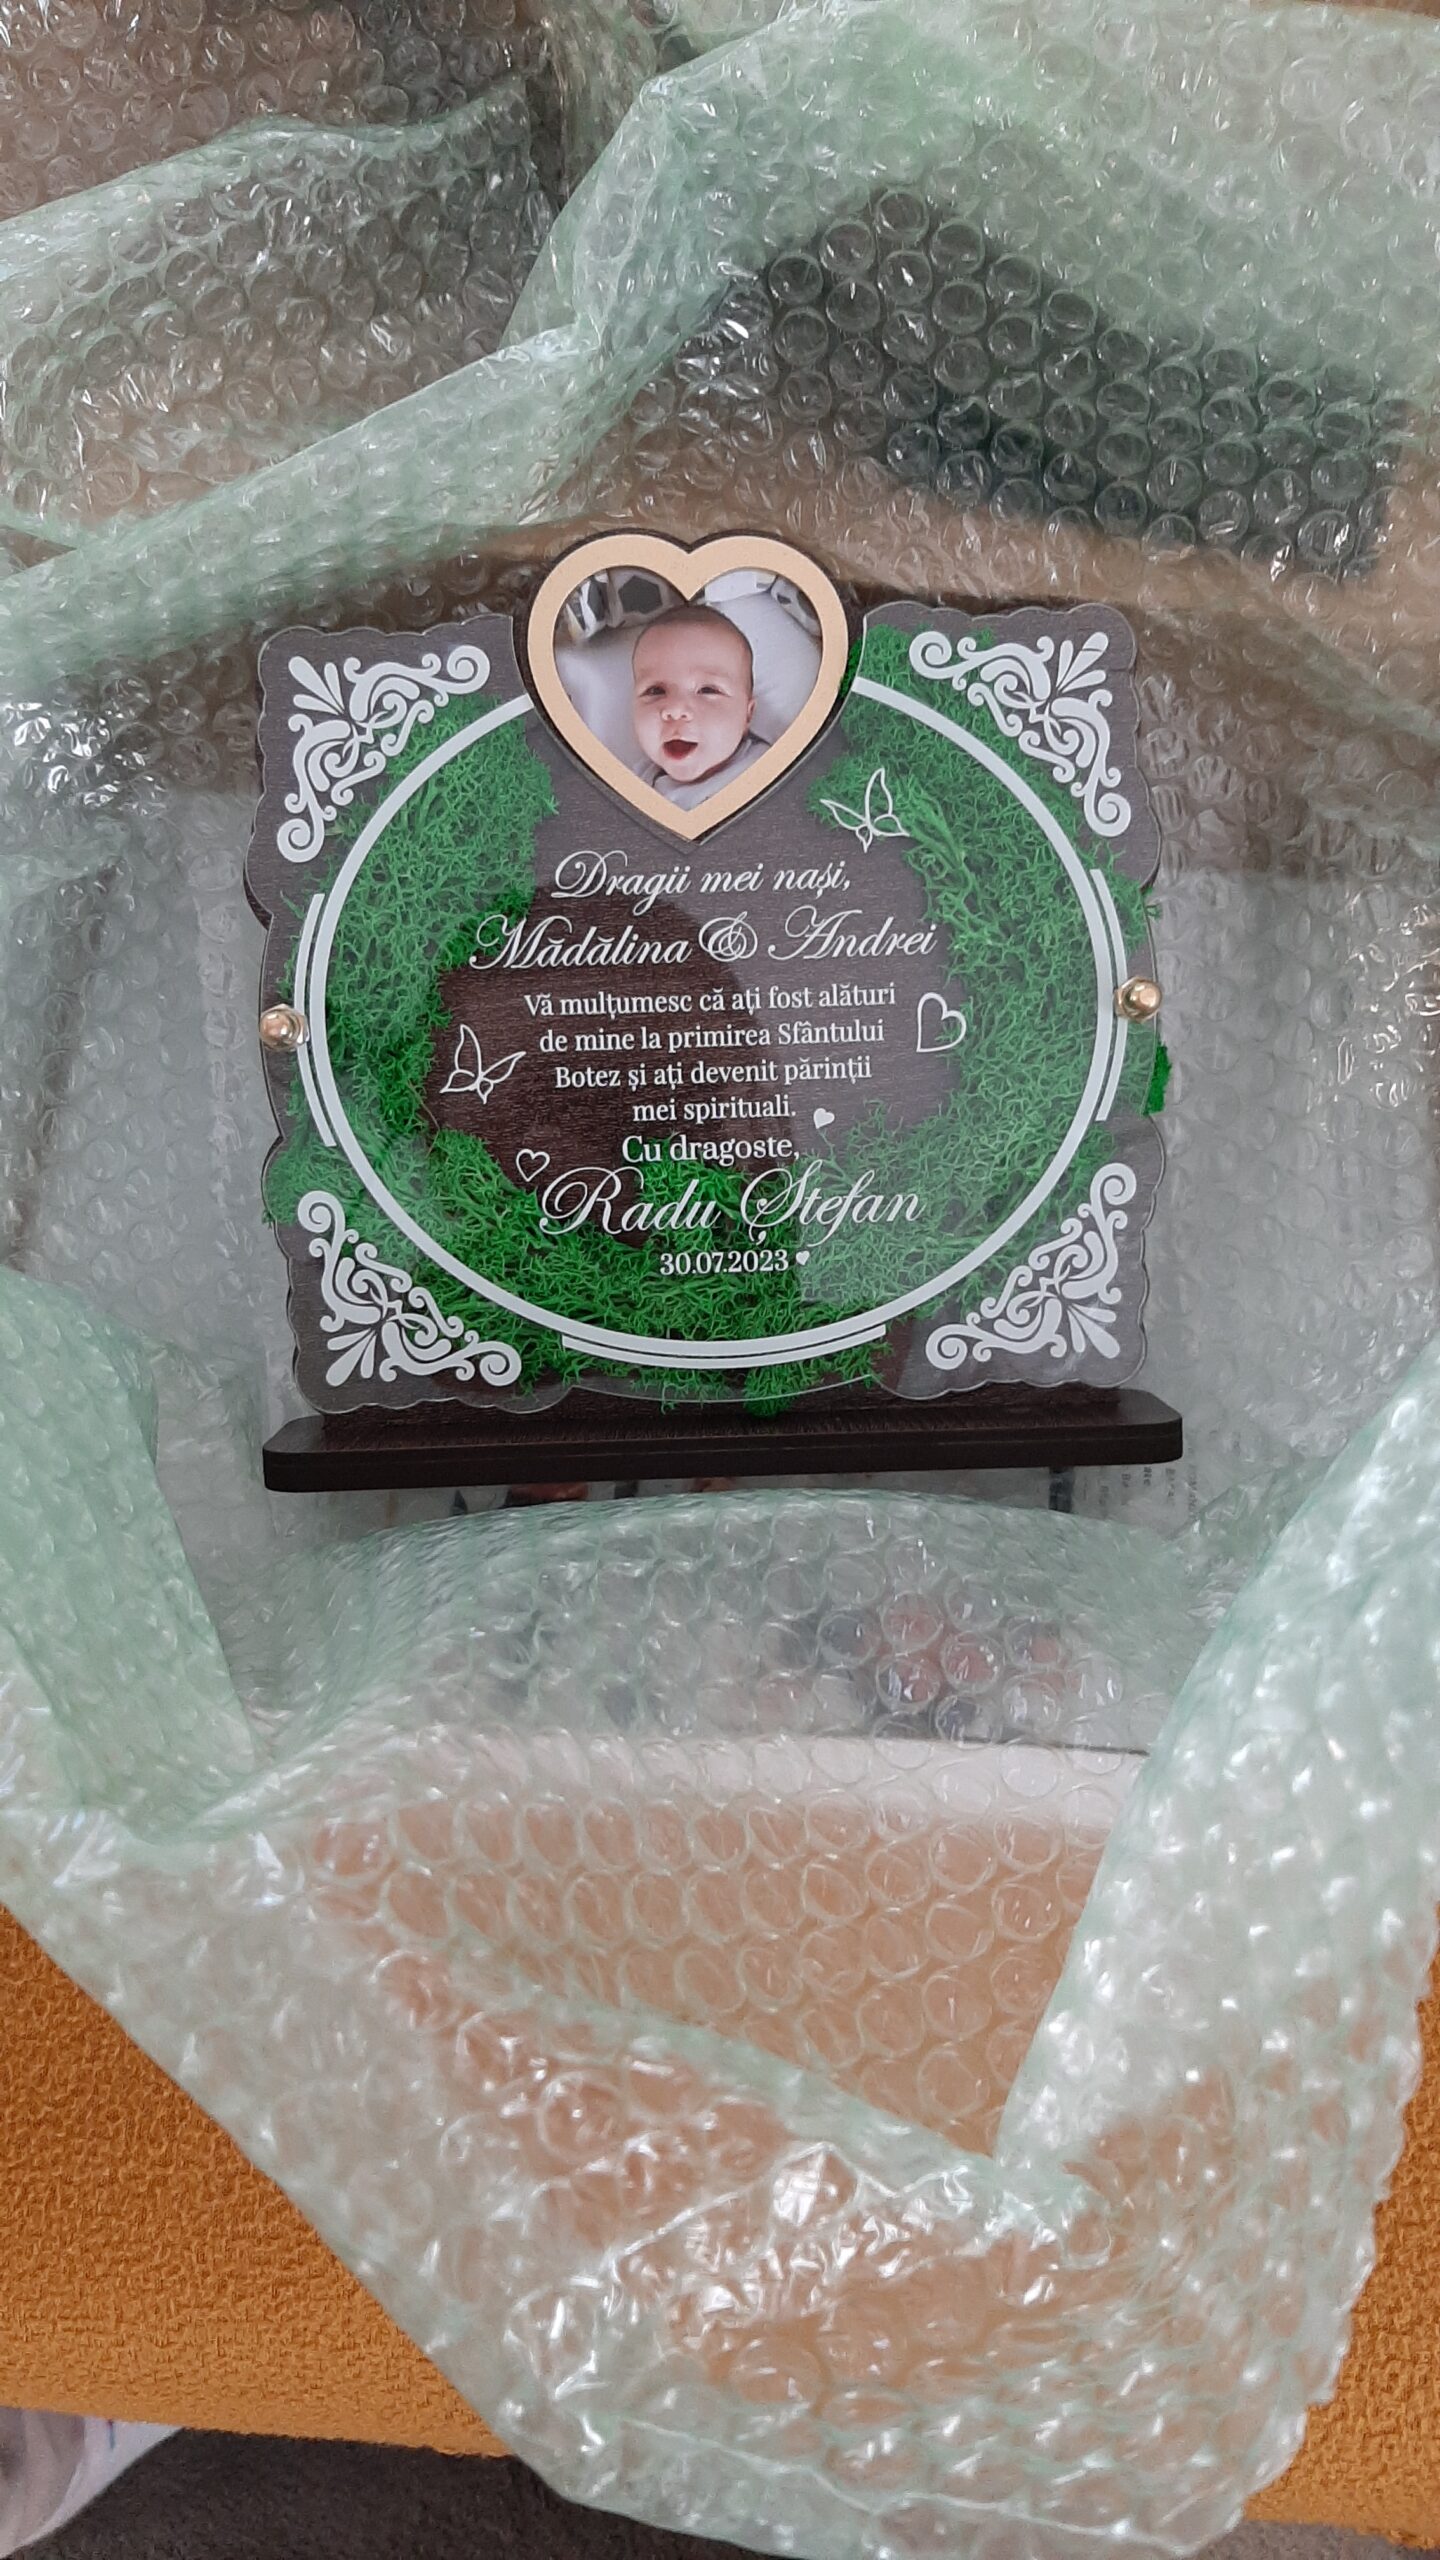 Dragii mei nași,
Mădălina & Andrei
Vă mulțumesc că ați fost alături
de mine la primirea Sfântului
Botez și ați devenit părinții
mei spirituali.
Cu dragoste,
Radu Ștefan
30.07.2023